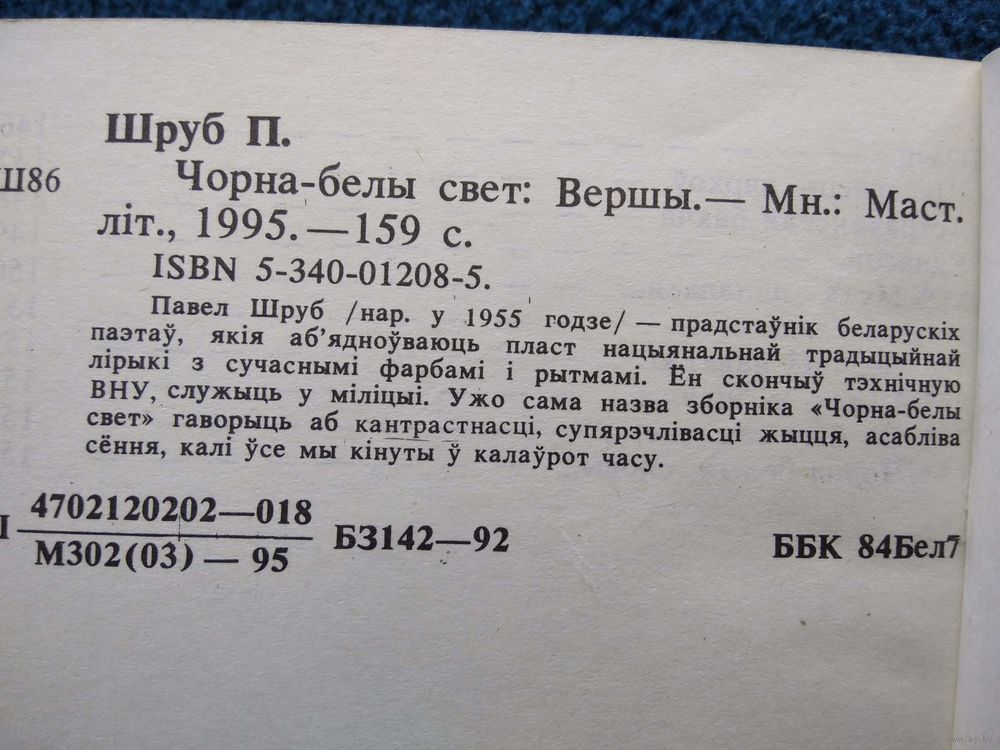 Шруб П.
Ш86 Чорна-белы свет: Вершы.— Мн.: Маст.
літ., 1995.—159 с.
ISBN 5-340-01208-5.
Павел Шруб /нар. у 1955 годзе/ — прадстаўнік беларускіх
паэтаў, якія аб’ядноўваюць пласт нацыянальнай традыцыйнай
лірыкі з сучаснымі фарбамі і рытмамі. Ён скончыў тэхнічную
ВНУ, служыць у міліцыі. Ужо сама назва зборніка «Чорна-белы
свет» гаворыць аб кантрастнасці, супярэчлівасці жыцця, асабліва
сёння, калі ўсе мы кінуты ў калаўрот часу.
4702120202—018
М302(03) — 95
БЗ142—92
ББК 84Бел7
www.ay.by